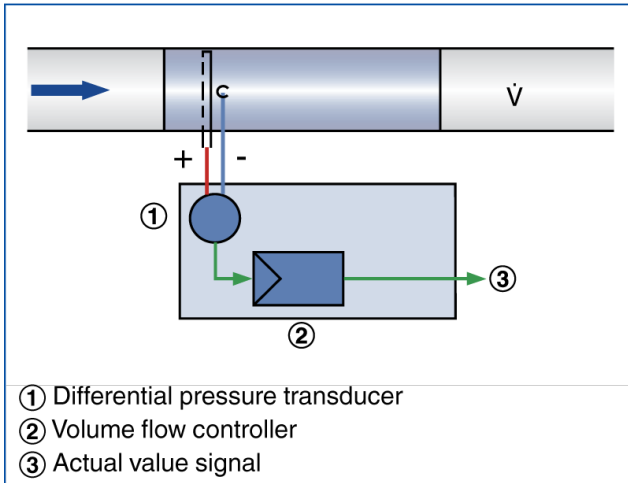 V̇
+ -
①
③
②
① Differential pressure transducer
② Volume flow controller
③ Actual value signal